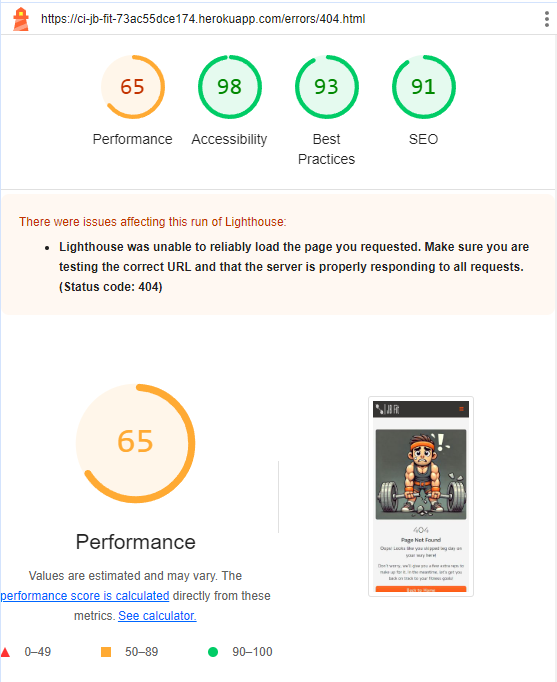 https://ci-jb-fit-73ac55dce174.herokuapp.com/errors/404.html
65
98
93
91
Performance
Accessibility
Best
Practices
SEO
There were issues affecting this run of Lighthouse:
• Lighthouse was unable to reliably load the page you requested. Make sure you are
testing the correct URL and that the server is properly responding to all requests.
(Status code: 404)
65
Performance
Values are estimated and may vary. The
performance score is calculated directly from these
metrics. See calculator.
0–49
50–89
90–100
JB Fit
404
Page Not Found
Oops! Looks like you skipped leg day on
your way here!
Don't worry, we'll give you a few extra reps to
make up for it. In the meantime, let's get you
back on track to your fitness goals!
Back to Home